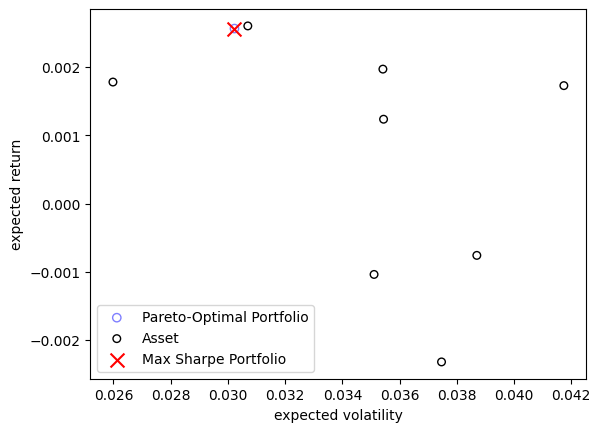 0.002
0.001
0.000
−0.001
−0.002
expected return
Pareto-Optimal Portfolio
Asset
Max Sharpe Portfolio
0.026 0.028 0.030 0.032 0.034 0.036 0.038 0.040 0.042
expected volatility